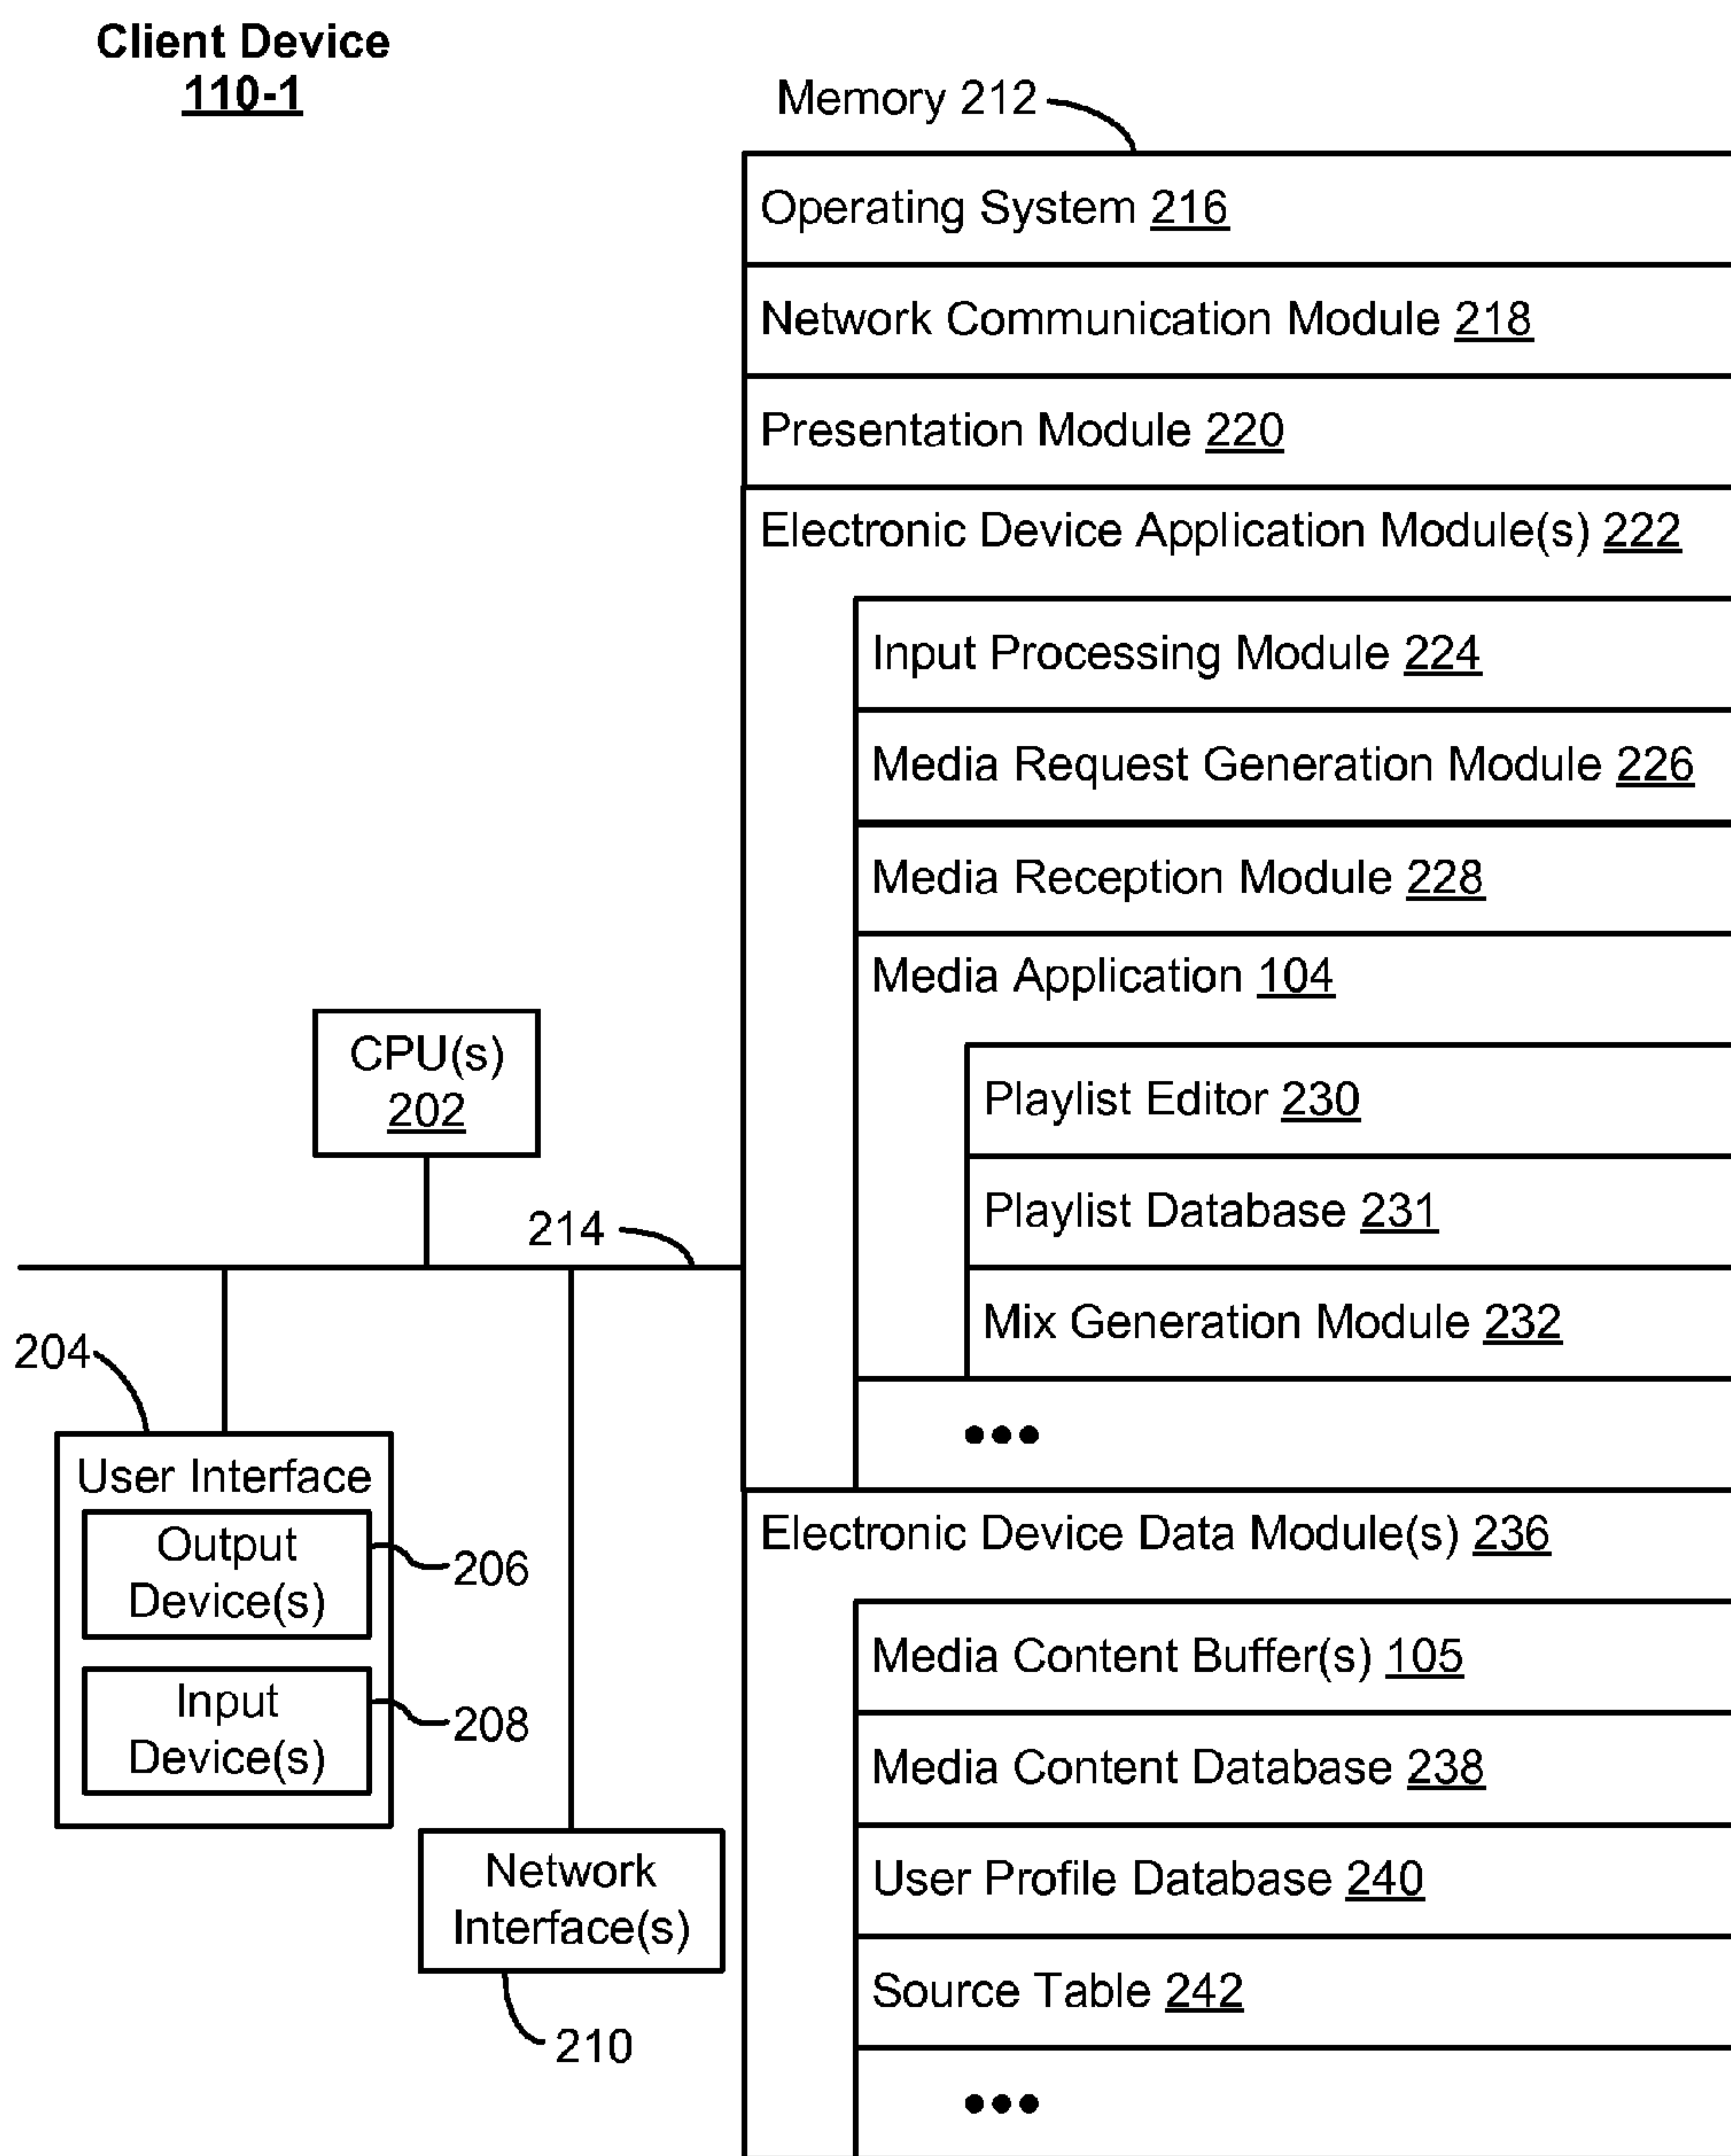 Client Device
110-1
Memory 212
Operating System 216
Network Communication Module 218
Presentation Module 220
Electronic Device Application Module(s) 222
Input Processing Module 224
Media Request Generation Module 226
Media Reception Module 228
Media Application 104
Playlist Editor 230
Playlist Database 231
Mix Generation Module 232
•••
Electronic Device Data Module(s) 236
Media Content Buffer(s) 105
Media Content Database 238
User Profile Database 240
Source Table 242
•••
CPU(s)
202
214
204
User Interface
Output
Device(s)
206
Input
Device(s)
208
Network
Interface(s)
210